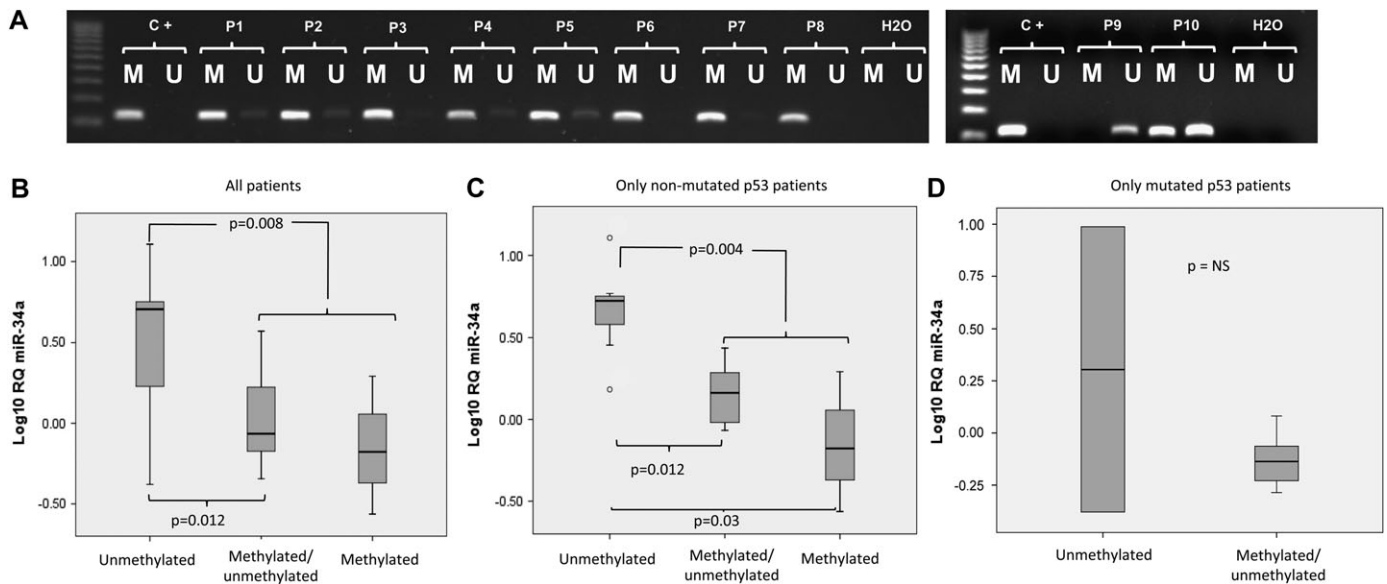 A
C + P1 P2 P3 P4 P5 P6 P7 P8 H2O
M U M U M U M U M U M U M U M U M U M U
C + P9 P10 H2O
M U M U M U M U
B
All patients
p=0.008
1.00
0.50
0.00
-0.50
Log10 RQ miR-34a
p=0.012
Unmethylated
Methylated/
unmethylated
Methylated
C
Only non-mutated p53 patients
p=0.004
1.00
0.50
0.00
-0.50
Log10 RQ miR-34a
p=0.012
p=0.03
Unmethylated
Methylated/
unmethylated
Methylated
D
Only mutated p53 patients
p = NS
1.00
0.75
0.50
0.25
0.00
-0.25
Log10 RQ miR-34a
Unmethylated
Methylated/
unmethylated